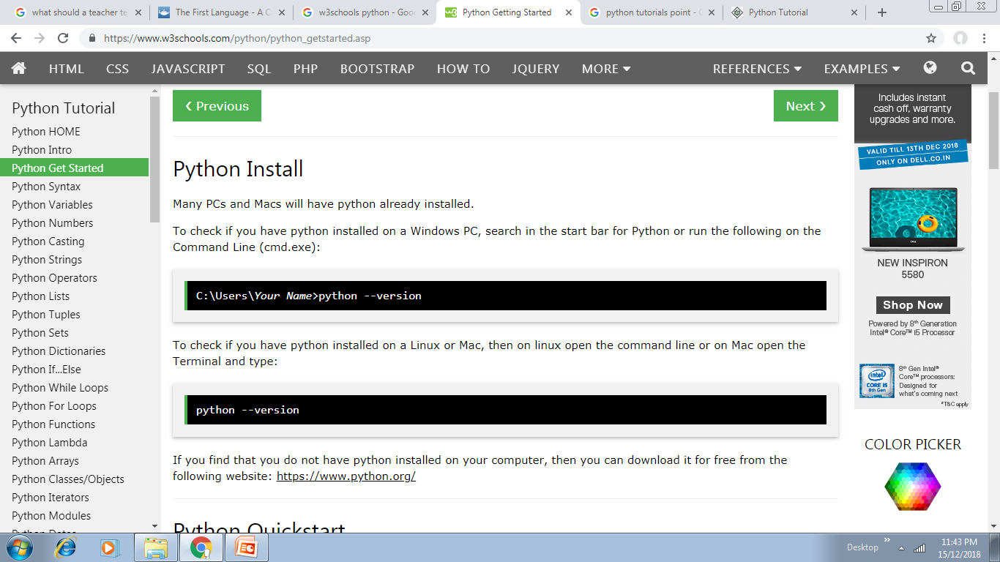 what should a teacher te
The First Language - A C
w3schools python - Goo
Python Getting Started
python tutorials point - G
Python Tutorial
https://www.w3schools.com/python/python_getstarted.asp
HTML CSS JAVASCRIPT SQL PHP BOOTSTRAP HOW TO JQUERY MORE REFERENCES EXAMPLES
Python Tutorial
Python HOME
Python Intro
Python Get Started
Python Syntax
Python Variables
Python Numbers
Python Casting
Python Strings
Python Operators
Python Lists
Python Tuples
Python Sets
Python Dictionaries
Python If...Else
Python While Loops
Python For Loops
Python Functions
Python Lambda
Python Arrays
Python Classes/Objects
Python Iterators
Python Modules
Python Dates
❮ Previous
Next ❯
Python Install
Many PCs and Macs will have python already installed.
To check if you have python installed on a Windows PC, search in the start bar for Python or run the following on the
Command Line (cmd.exe):
C:\Users\Your Name>python --version
To check if you have python installed on a Linux or Mac, then on linux open the command line or on Mac open the
Terminal and type:
python --version
If you find that you do not have python installed on your computer, then you can download it for free from the
following website: https://www.python.org/
Python Quickstart
Includes instant
cash off, warranty
upgrades and more.
VALID TILL 13TH DEC 2018
ONLY ON DELL.CO.IN
DELL
NEW INSPIRON
5580
Shop Now
Powered by 8th Generation
Intel® Core™ i5 Processor
intel
CORE i5
8th Gen
8th Gen Intel®
Core™ processors:
Designed for
what's coming next
*T&C apply
COLOR PICKER
Desktop
11:43 PM
15/12/2018